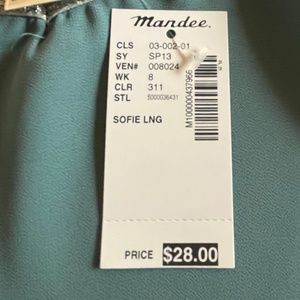 mandee.
CLS 03-002-01
SY SP13
VEN# 008024
WK 8
CLR 311
STL 5000036431
M100000437966
SOFIE LNG
PRICE $28.00